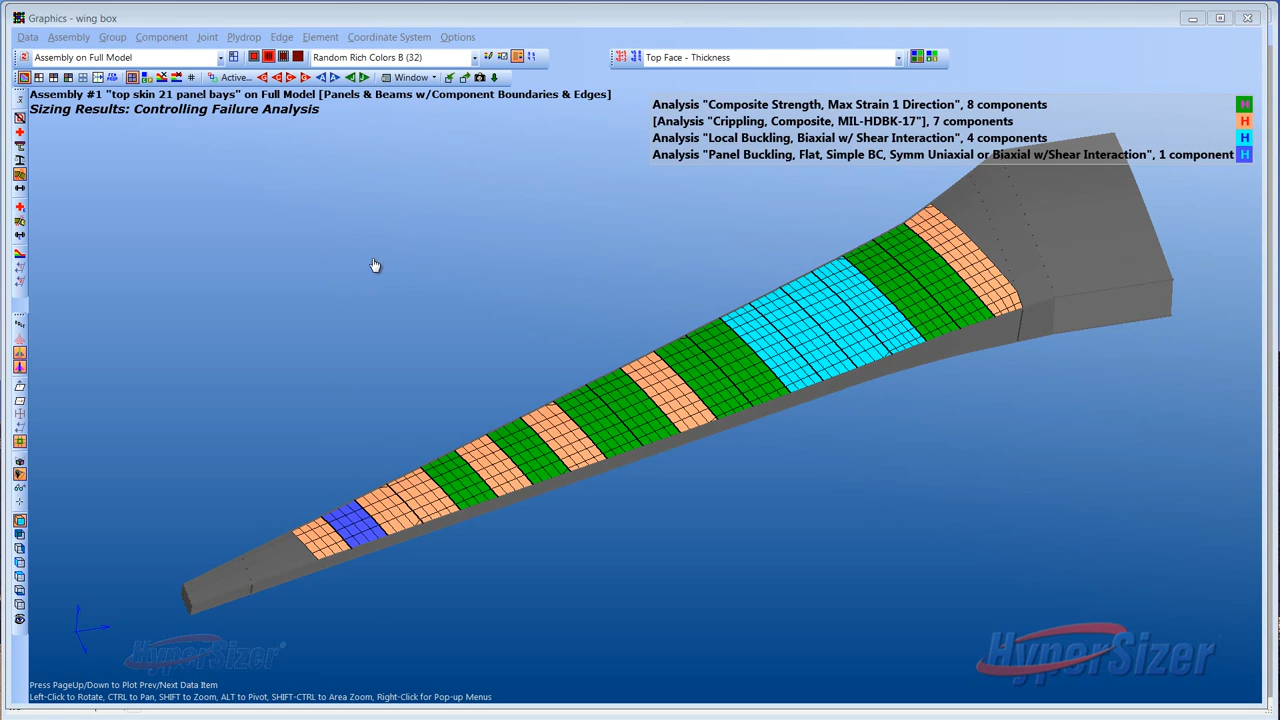 Graphics - wing box
Data Assembly Group Component Joint Plydrop Edge Element Coordinate System Options
Assembly on Full Model Random Rich Colors B (32) Top Face - Thickness
Active... Window
Assembly #1 "top skin 21 panel bays" on Full Model [Panels & Beams w/Component Boundaries & Edges]
Sizing Results: Controlling Failure Analysis
Analysis "Composite Strength, Max Strain 1 Direction", 8 components H
[Analysis "Crippling, Composite, MIL-HDBK-17"], 7 components H
Analysis "Local Buckling, Biaxial w/ Shear Interaction", 4 components H
Analysis "Panel Buckling, Flat, Simple BC, Symm Uniaxial or Biaxial w/Shear Interaction", 1 component H
HyperSizer
HyperSizer
Press PageUp/Down to Plot Prev/Next Data Item
Left-Click to Rotate, CTRL to Pan, SHIFT to Zoom, ALT to Pivot, SHIFT-CTRL to Area Zoom, Right-Click for Pop-up Menus